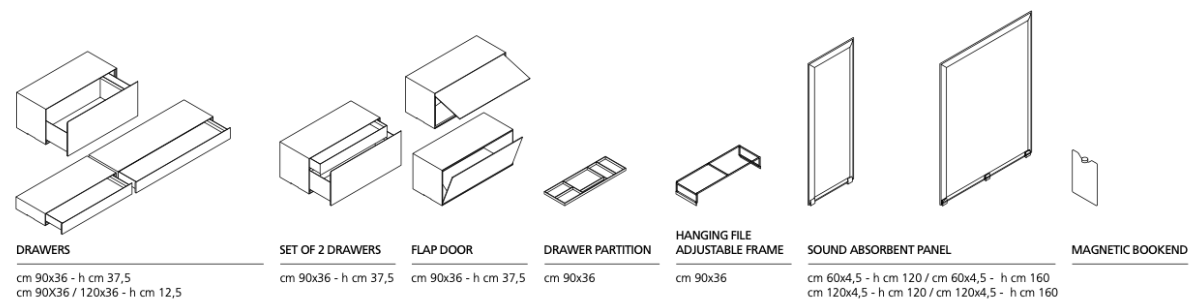 DRAWERS
cm 90x36 - h cm 37,5
cm 90X36 / 120x36 - h cm 12,5
SET OF 2 DRAWERS
cm 90x36 - h cm 37,5
FLAP DOOR
cm 90x36 - h cm 37,5
DRAWER PARTITION
cm 90x36
HANGING FILE
ADJUSTABLE FRAME
cm 90x36
SOUND ABSORBENT PANEL
cm 60x4,5 - h cm 120 / cm 60x4,5 - h cm 160
cm 120x4,5 - h cm 120 / cm 120x4,5 - h cm 160
MAGNETIC BOOKEND